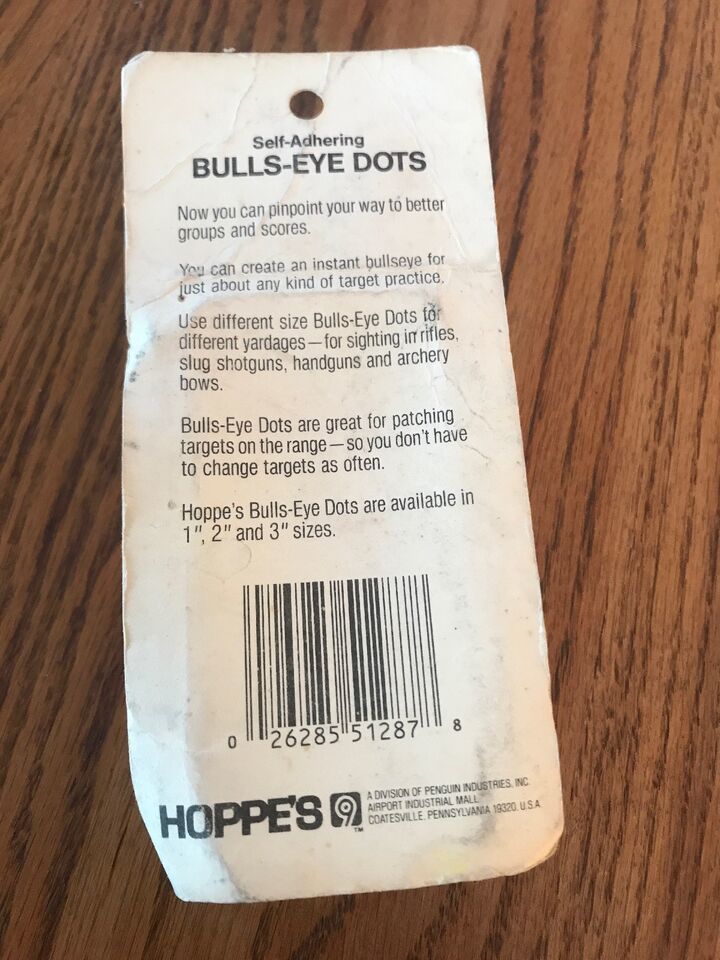 Self-Adhering
BULLS-EYE DOTS
Now you can pinpoint your way to better
groups and scores.
You can create an instant bullseye for
just about any kind of target practice.
Use different size Bulls-Eye Dots for
different yardages—for sighting in rifles,
slug shotguns, handguns and archery
bows.
Bulls-Eye Dots are great for patching
targets on the range—so you don't have
to change targets as often.
Hoppe's Bulls-Eye Dots are available in
1", 2" and 3" sizes.
0 26285 51287 8
HOPPE'S 9 ™
A DIVISION OF PENGUIN INDUSTRIES, INC.
AIRPORT INDUSTRIAL MALL
COATESVILLE, PENNSYLVANIA 19320, U.S.A.